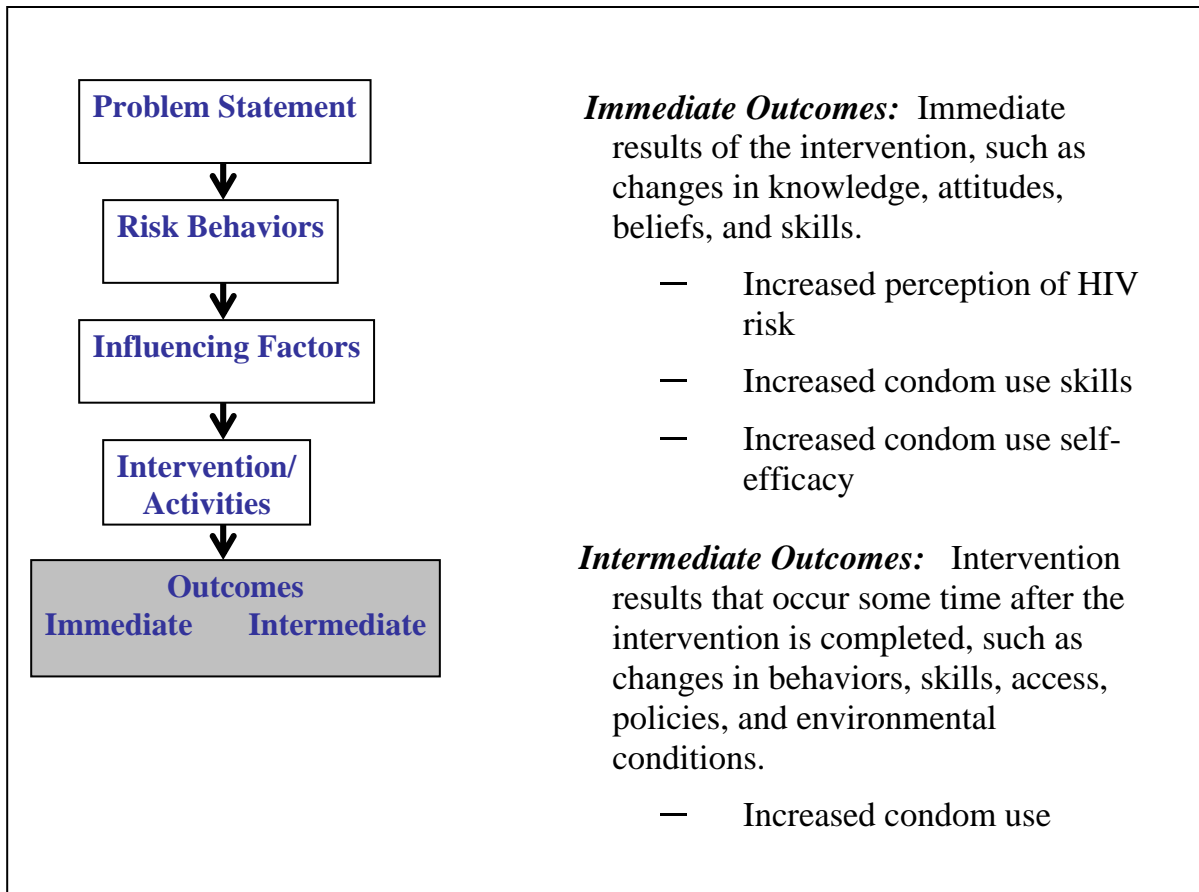 Problem Statement
Risk Behaviors
Influencing Factors
Intervention/
Activities
Outcomes
Immediate Intermediate
Immediate Outcomes: Immediate
results of the intervention, such as
changes in knowledge, attitudes,
beliefs, and skills.
— Increased perception of HIV
risk
— Increased condom use skills
— Increased condom use self-
efficacy
Intermediate Outcomes: Intervention
results that occur some time after the
intervention is completed, such as
changes in behaviors, skills, access,
policies, and environmental
conditions.
— Increased condom use